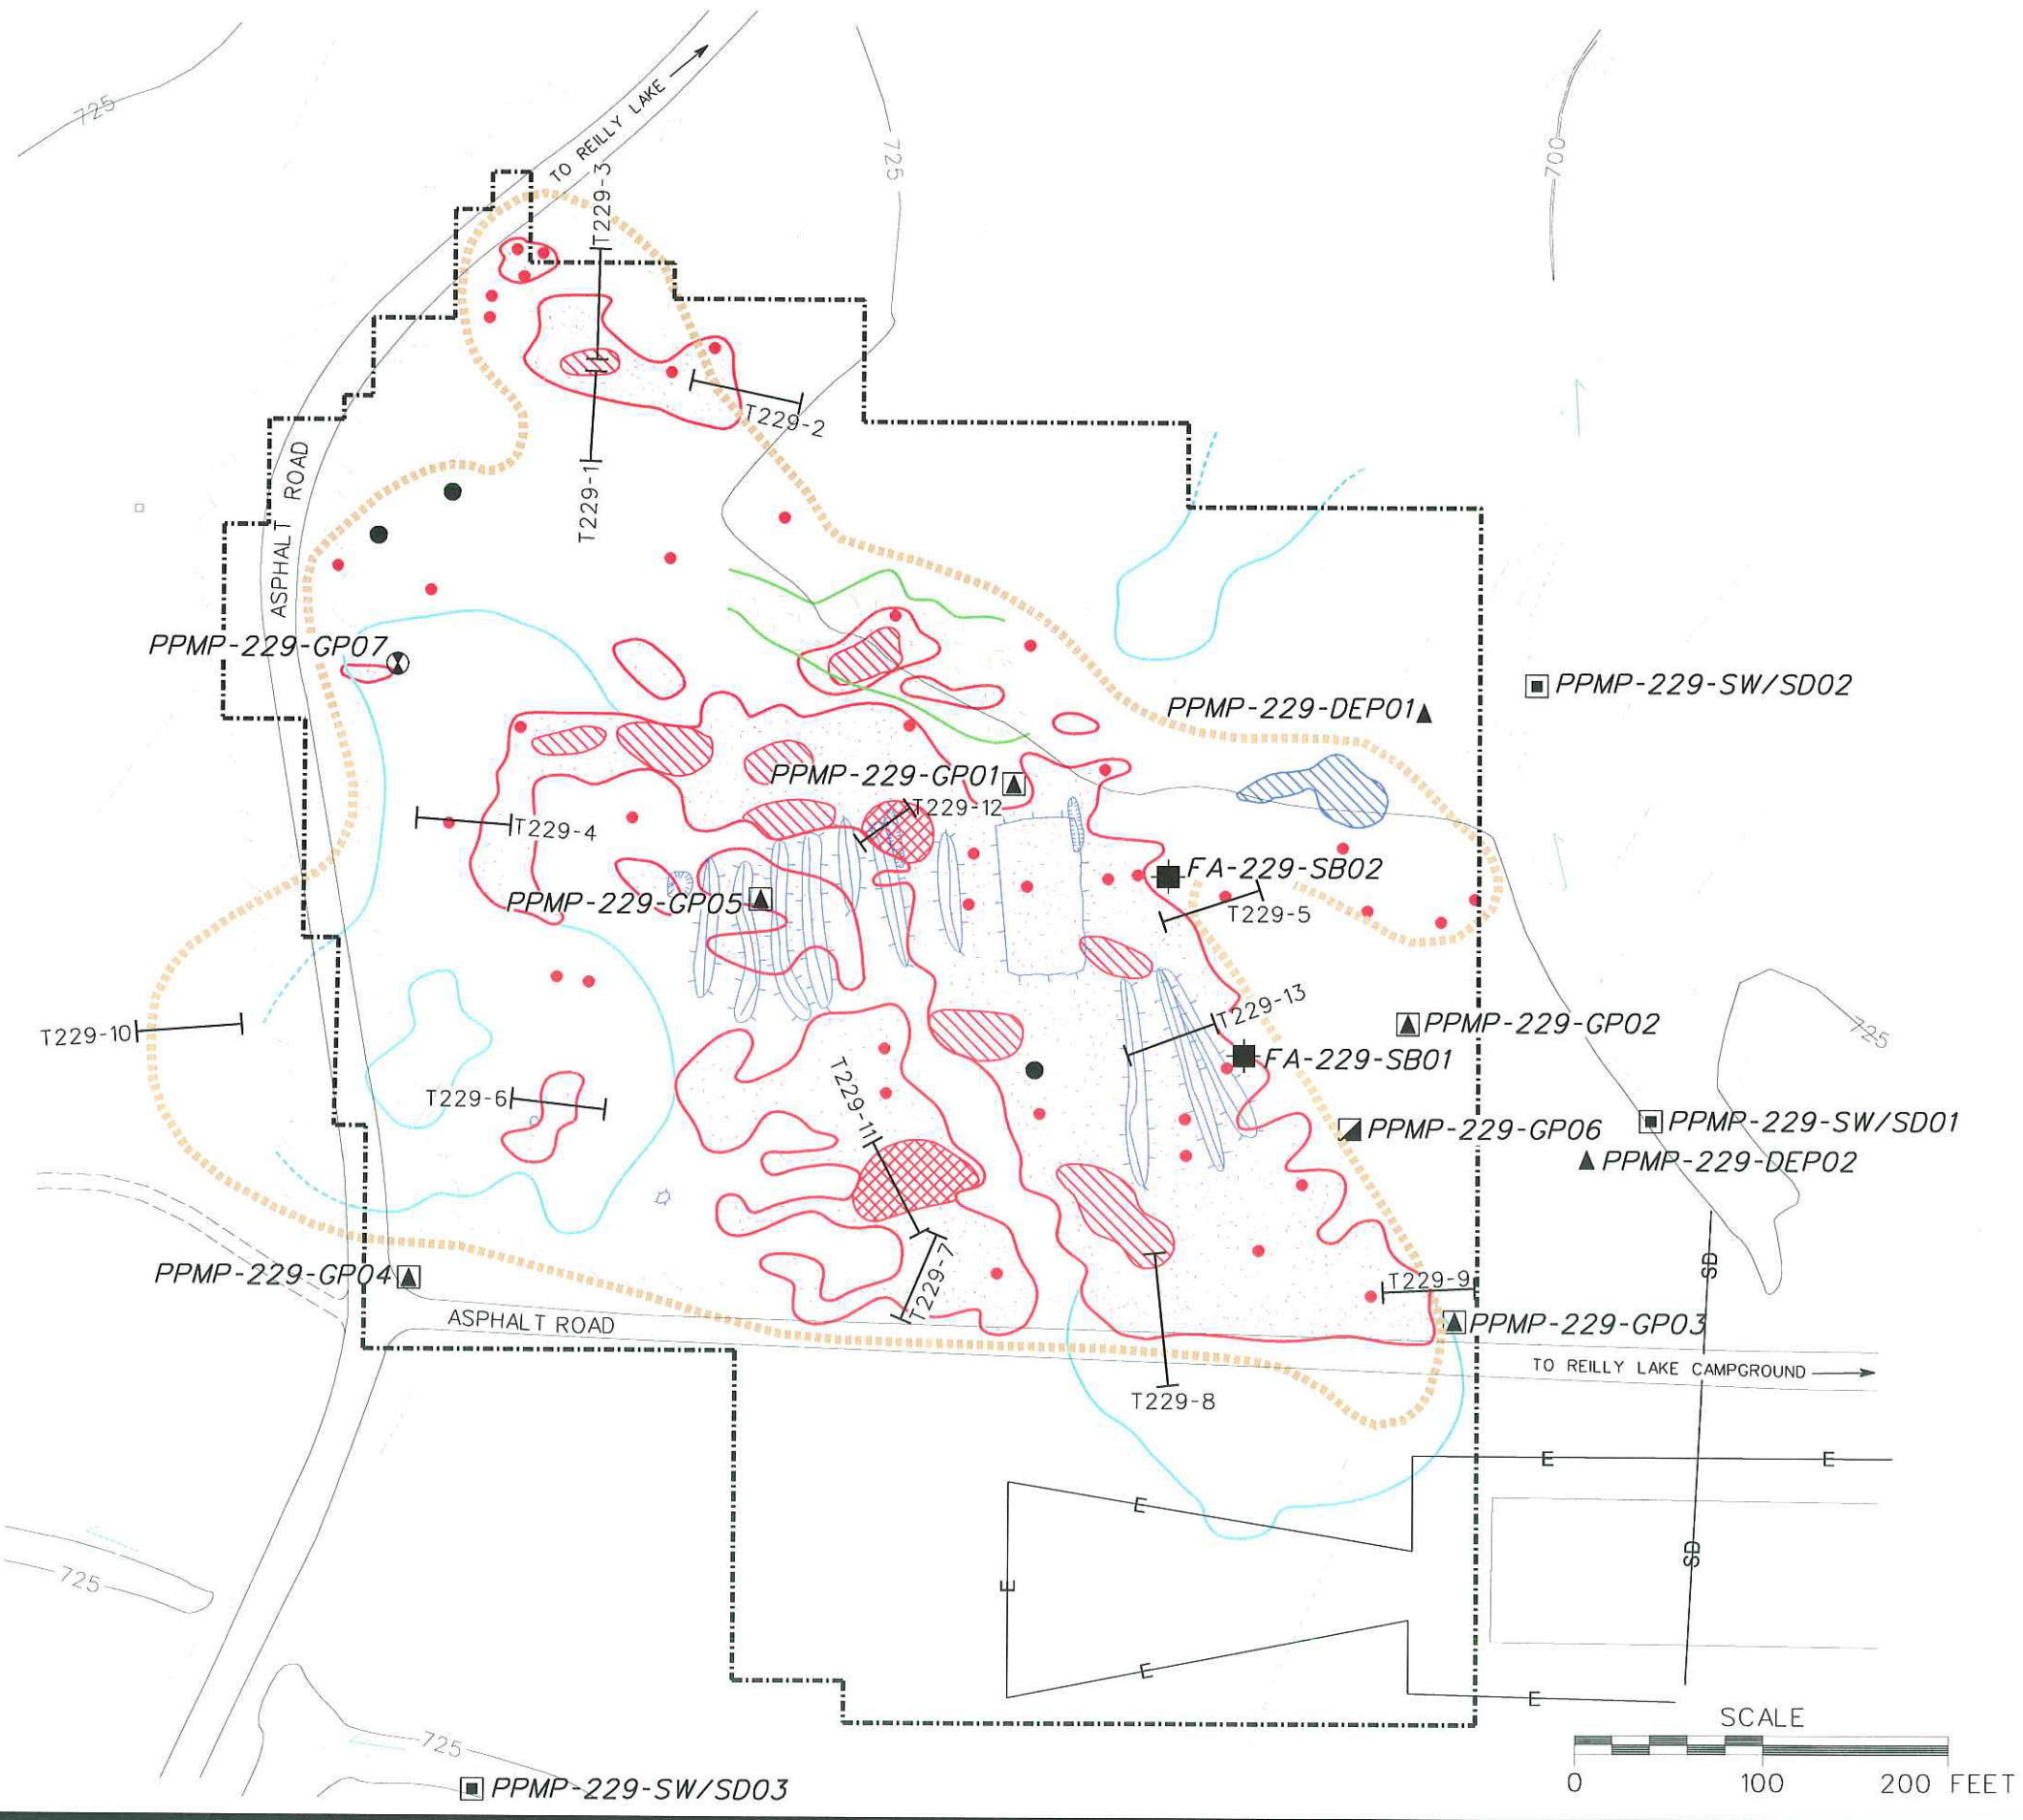 725
TO REILLY LAKE
T229-3
725
700
T229-2
ASPHALT ROAD
T229-1
PPMP-229-GP07
PPMP-229-SW/SD02
PPMP-229-DEP01
PPMP-229-GP01
T229-12
T229-4
FA-229-SB02
PPMP-229-GP05
T229-5
T229-13
T229-10
PPMP-229-GP02
725
FA-229-SB01
T229-6
T229-11
PPMP-229-GP06
PPMP-229-SW/SD01
PPMP-229-DEP02
SD
PPMP-229-GP04
T229-7
T229-9
ASPHALT ROAD
PPMP-229-GP03
TO REILLY LAKE CAMPGROUND
T229-8
E
E
E
SD
725
E
E
E
SCALE
725
0 100 200 FEET
PPMP-229-SW/SD03